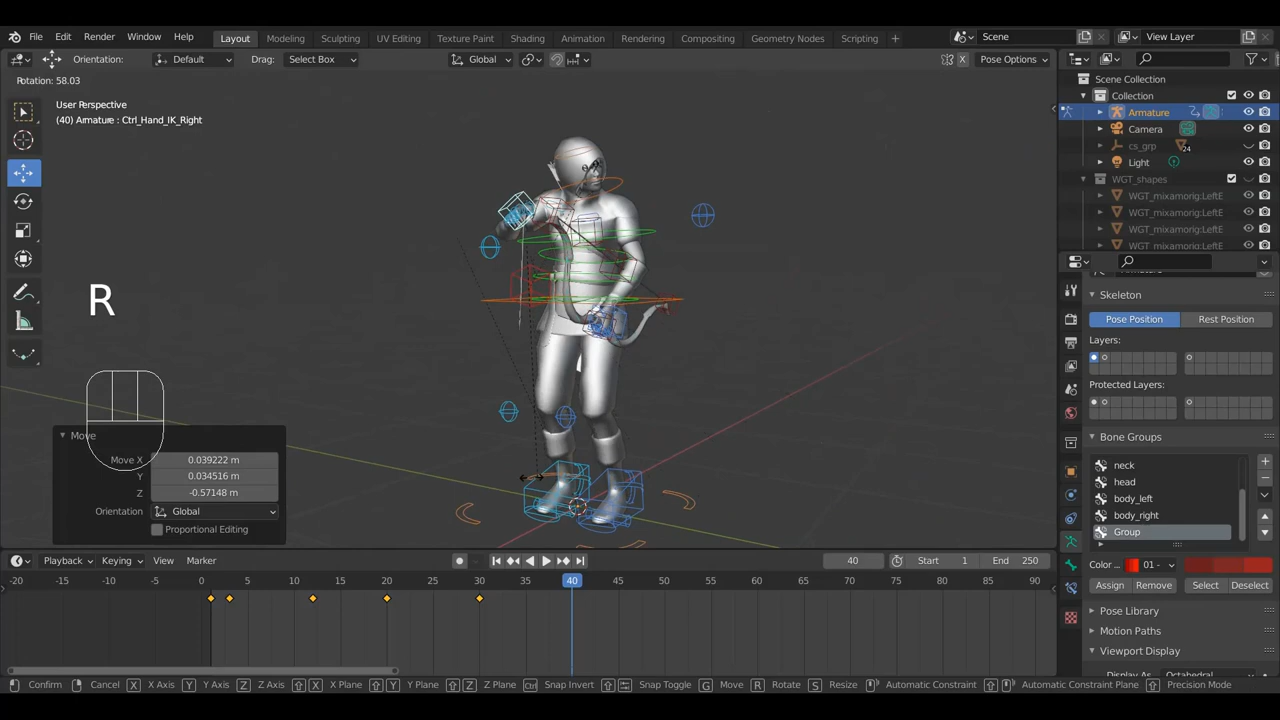 File Edit Render Window Help Layout Modeling Sculpting UV Editing Texture Paint Shading Animation Rendering Compositing Geometry Nodes Scripting + Scene View Layer
Orientation: Default Drag: Select Box Global X Pose Options
Rotation: 58.03
User Perspective
(40) Armature : Ctrl_Hand_IK_Right
Scene Collection
Collection
Armature
Camera
cs_grp 24
Light
WGT_shapes
WGT_mixamorig:LeftE
WGT_mixamorig:LeftE
WGT_mixamorig:LeftE
WGT_mixamorig:LeftE
R
Armature
Skeleton
Pose Position Rest Position
Layers:
Protected Layers:
Bone Groups
neck
head
body_left
body_right
Group
Color ... 01 -
Assign Remove Select Deselect
Pose Library
Motion Paths
Viewport Display
Display As Octahedral
Move
Move X 0.039222 m
Y 0.034516 m
Z -0.57148 m
Orientation Global
Proportional Editing
Playback Keying View Marker 40 Start 1 End 250
-20 -15 -10 -5 0 5 10 15 20 25 30 35 40 45 50 55 60 65 70 75 80 85 90
Confirm Cancel X X Axis Y Y Axis Z Z Axis X X Plane Y Y Plane Z Z Plane Ctrl Snap Invert Snap Toggle G Move R Rotate S Resize Automatic Constraint Automatic Constraint Plane Precision Mode